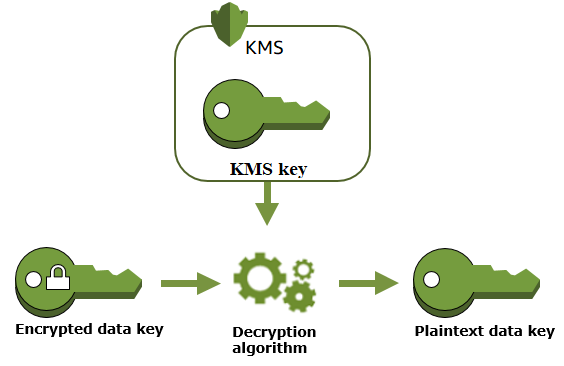 KMS
KMS key
Encrypted data key
Decryption
algorithm
Plaintext data key